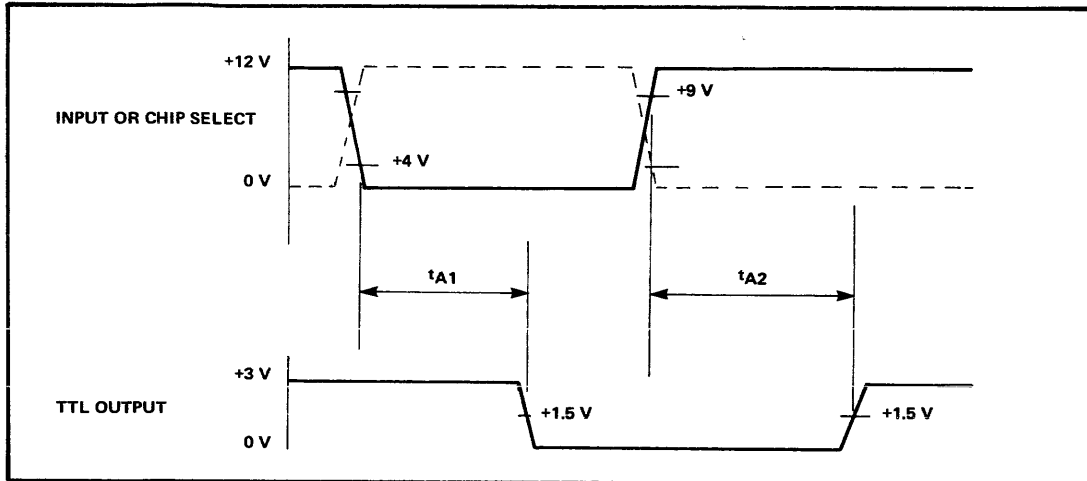 +12 V
+9 V
INPUT OR CHIP SELECT
+4 V
0 V
tA1
tA2
+3 V
TTL OUTPUT
+1.5 V
+1.5 V
0 V